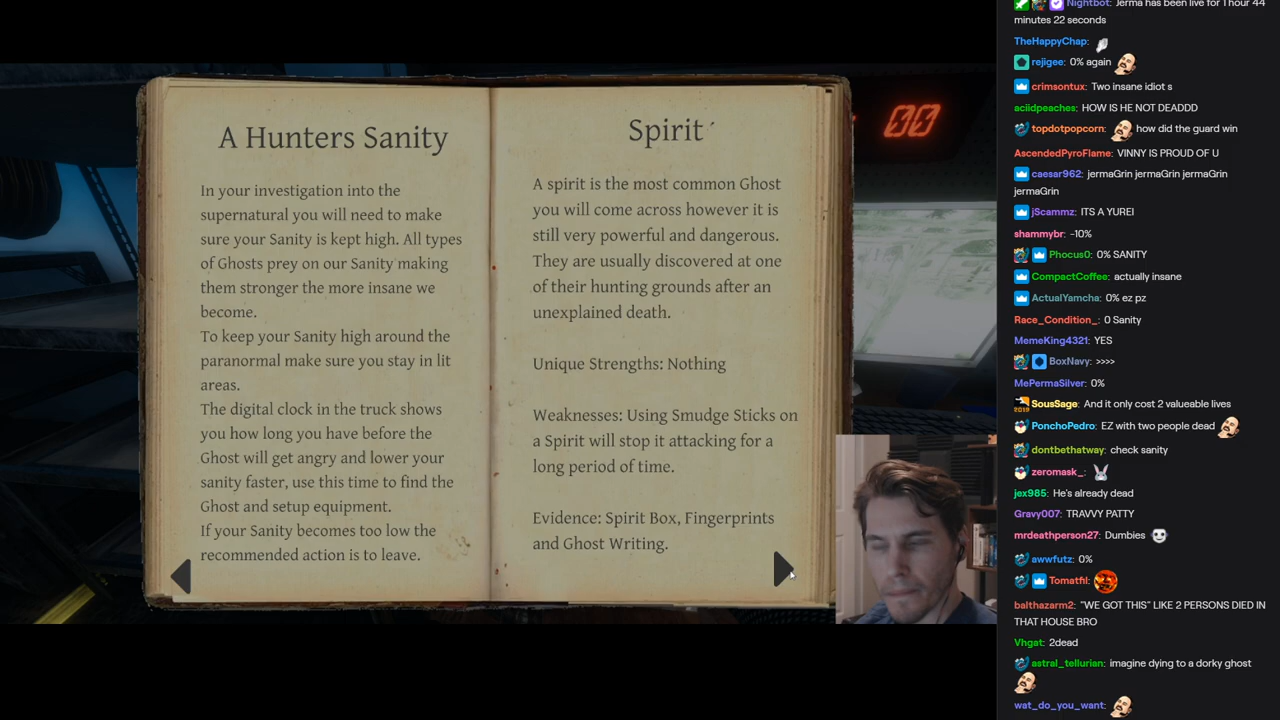 A Hunters Sanity
In your investigation into the
supernatural you will need to make
sure your Sanity is kept high. All types
of Ghosts prey on our Sanity making
them stronger the more insane we
become.
To keep your Sanity high around the
paranormal make sure you stay in lit
areas.
The digital clock in the truck shows
you how long you have before the
Ghost will get angry and lower your
sanity faster, use this time to find the
Ghost and setup equipment.
If your Sanity becomes too low the
recommended action is to leave.
Spirit
A spirit is the most common Ghost
you will come across however it is
still very powerful and dangerous.
They are usually discovered at one
of their hunting grounds after an
unexplained death.
Unique Strengths: Nothing
Weaknesses: Using Smudge Sticks on
a Spirit will stop it attacking for a
long period of time.
Evidence: Spirit Box, Fingerprints
and Ghost Writing.
00
Nightbot: Jerma has been live for 1 hour 44
minutes 22 seconds
TheHappyChap:
rejigee: 0% again
crimsontux: Two insane idiot s
aciidpeaches: HOW IS HE NOT DEADDD
topdotpopcorn: how did the guard win
AscendedPyroFlame: VINNY IS PROUD OF U
caesar962: jermaGrin jermaGrin jermaGrin
jermaGrin
jScammz: ITS A YUREI
shammybr: -10%
Phocus0: 0% SANITY
CompactCoffee: actually insane
ActualYamcha: 0% ez pz
Race_Condition_: 0 Sanity
MemeKing4321: YES
BoxNavy: >>>>
MePermaSilver: 0%
2019 SousSage: And it only cost 2 valueable lives
PonchoPedro: EZ with two people dead
dontbethatway: check sanity
zeromask_:
jex985: He's already dead
Gravy007: TRAVVY PATTY
mrdeathperson27: Dumbies
awwfutz: 0%
Tomatfil:
balthazarm2: "WE GOT THIS" LIKE 2 PERSONS DIED IN
THAT HOUSE BRO
Vhgat: 2dead
astral_tellurian: imagine dying to a dorky ghost
wat_do_you_want: